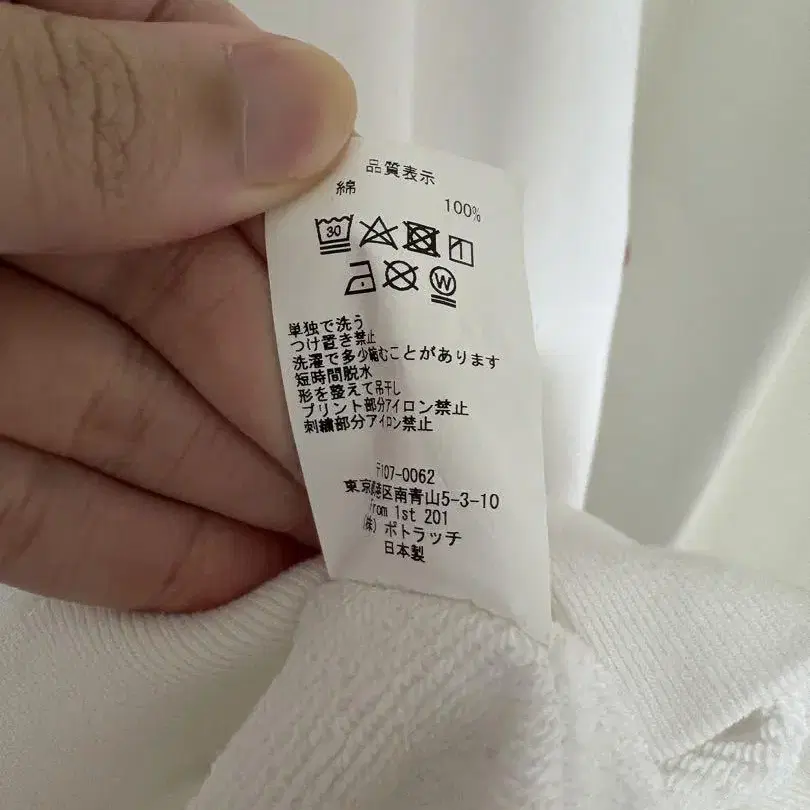 品質表示
綿 100%
30
W
単独で洗う
つけ置き禁止
洗濯で多少縮むことがあります
短時間脱水
形を整えて吊干し
プリント部分アイロン禁止
刺繍部分アイロン禁止
〒107-0062
東京都港区南青山5-3-10
From 1st 201
(株) ポトラッチ
日本製